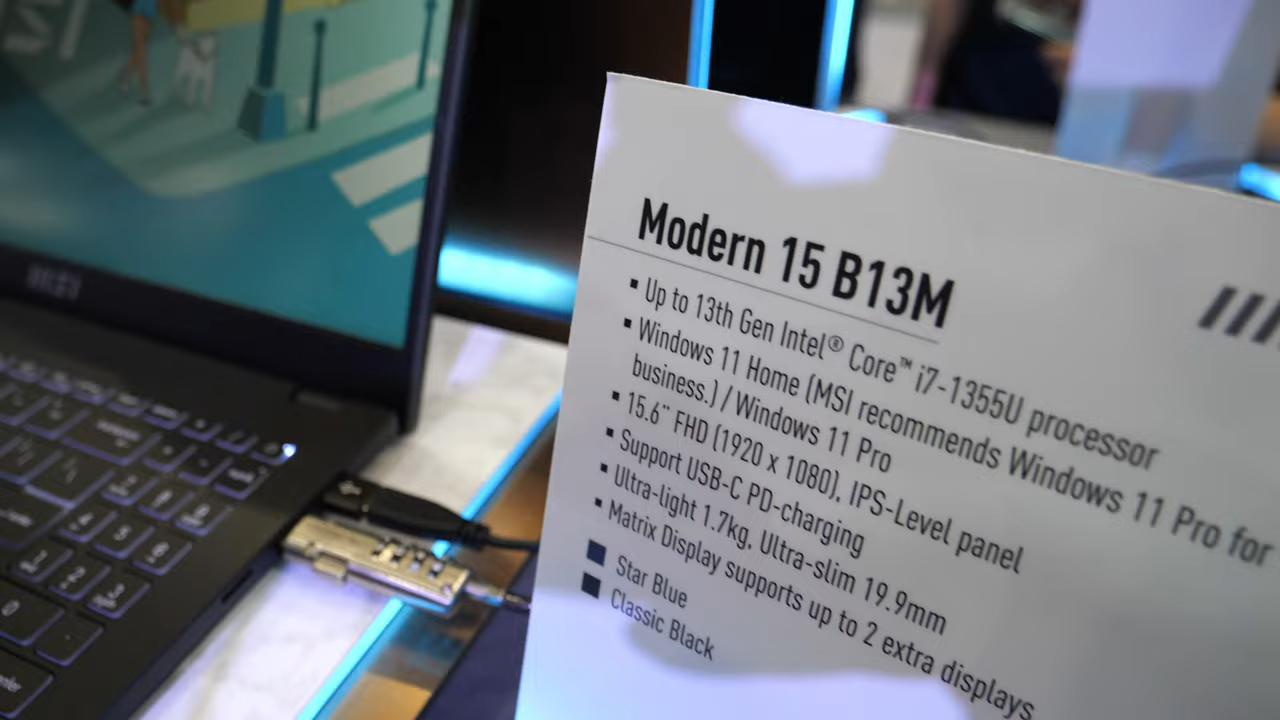 Modern 15 B13M
▪ Up to 13th Gen Intel® Core™ i7-1355U processor
▪ Windows 11 Home (MSI recommends Windows 11 Pro for
business.) / Windows 11 Pro
▪ 15.6" FHD (1920 x 1080), IPS-Level panel
▪ Support USB-C PD-charging
▪ Ultra-light 1.7kg, Ultra-slim 19.9mm
▪ Matrix Display supports up to 2 extra displays
Star Blue
Classic Black
msi